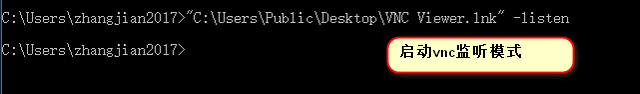 C:\Users\zhangjian2017>"C:\Users\Public\Desktop\VNC Viewer.lnk" -listen
C:\Users\zhangjian2017>
启动vnc监听模式